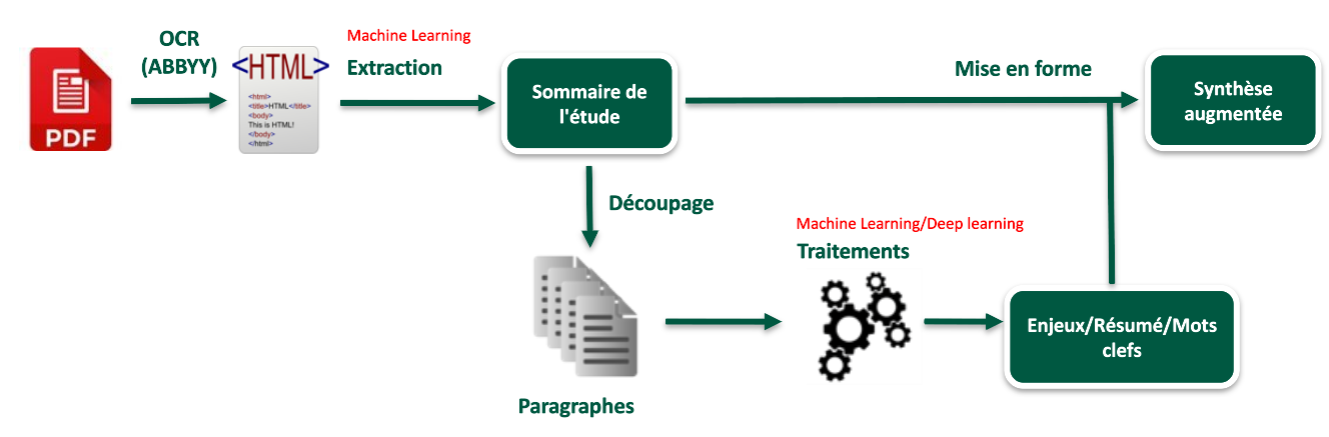 OCR
(ABBYY)
PDF
<HTML>
<html>
<title>HTML</title>
<body>
This is HTML!
</body>
</html>
Machine Learning
Extraction
Sommaire de
l'étude
Mise en forme
Synthèse
augmentée
Découpage
Paragraphes
Machine Learning/Deep learning
Traitements
Enjeux/Résumé/Mots
clefs